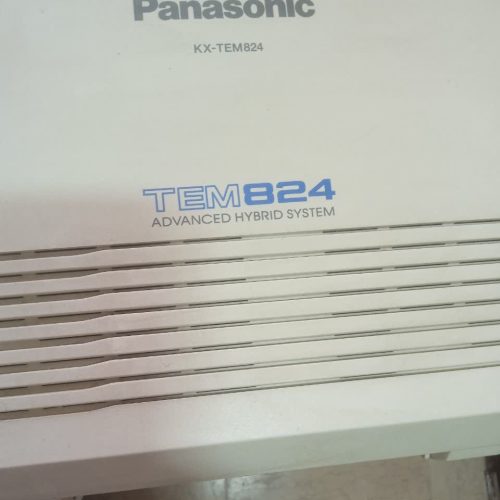 Panasonic
KX-TEM824
TEM824
ADVANCED HYBRID SYSTEM